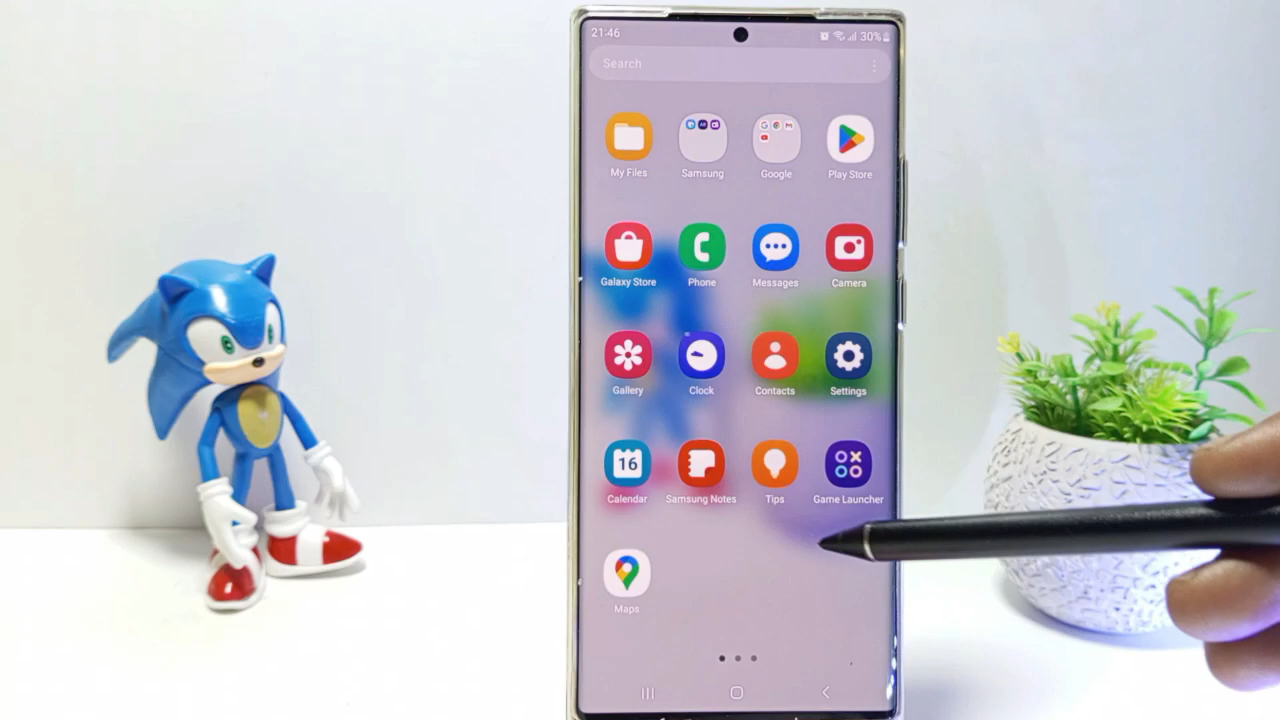 21:46
30%
Search
My Files
Samsung
Google
Play Store
Galaxy Store
Phone
Messages
Camera
Gallery
Clock
Contacts
Settings
16
Calendar
Samsung Notes
Tips
Game Launcher
Maps